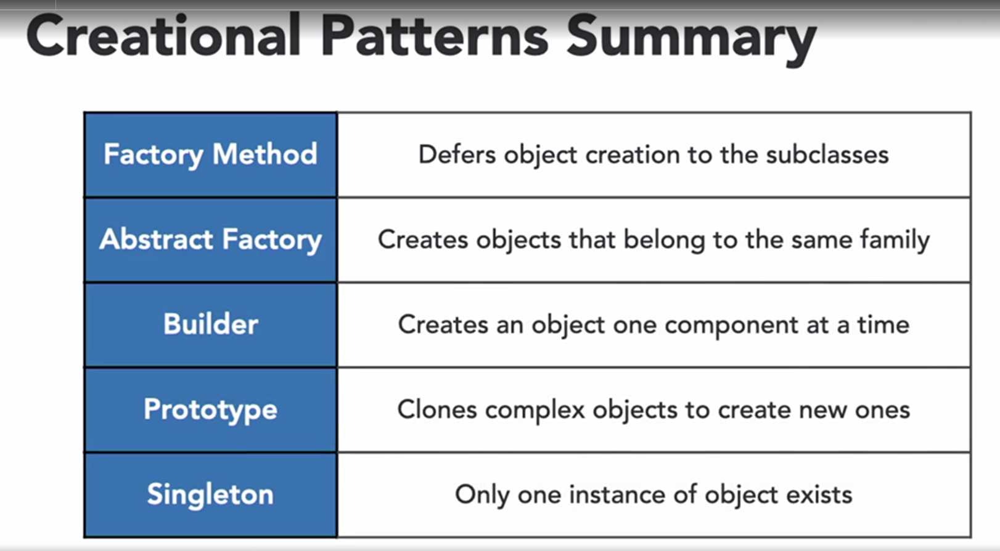 Creational Patterns Summary
Factory Method
Defers object creation to the subclasses
Abstract Factory
Creates objects that belong to the same family
Builder
Creates an object one component at a time
Prototype
Clones complex objects to create new ones
Singleton
Only one instance of object exists